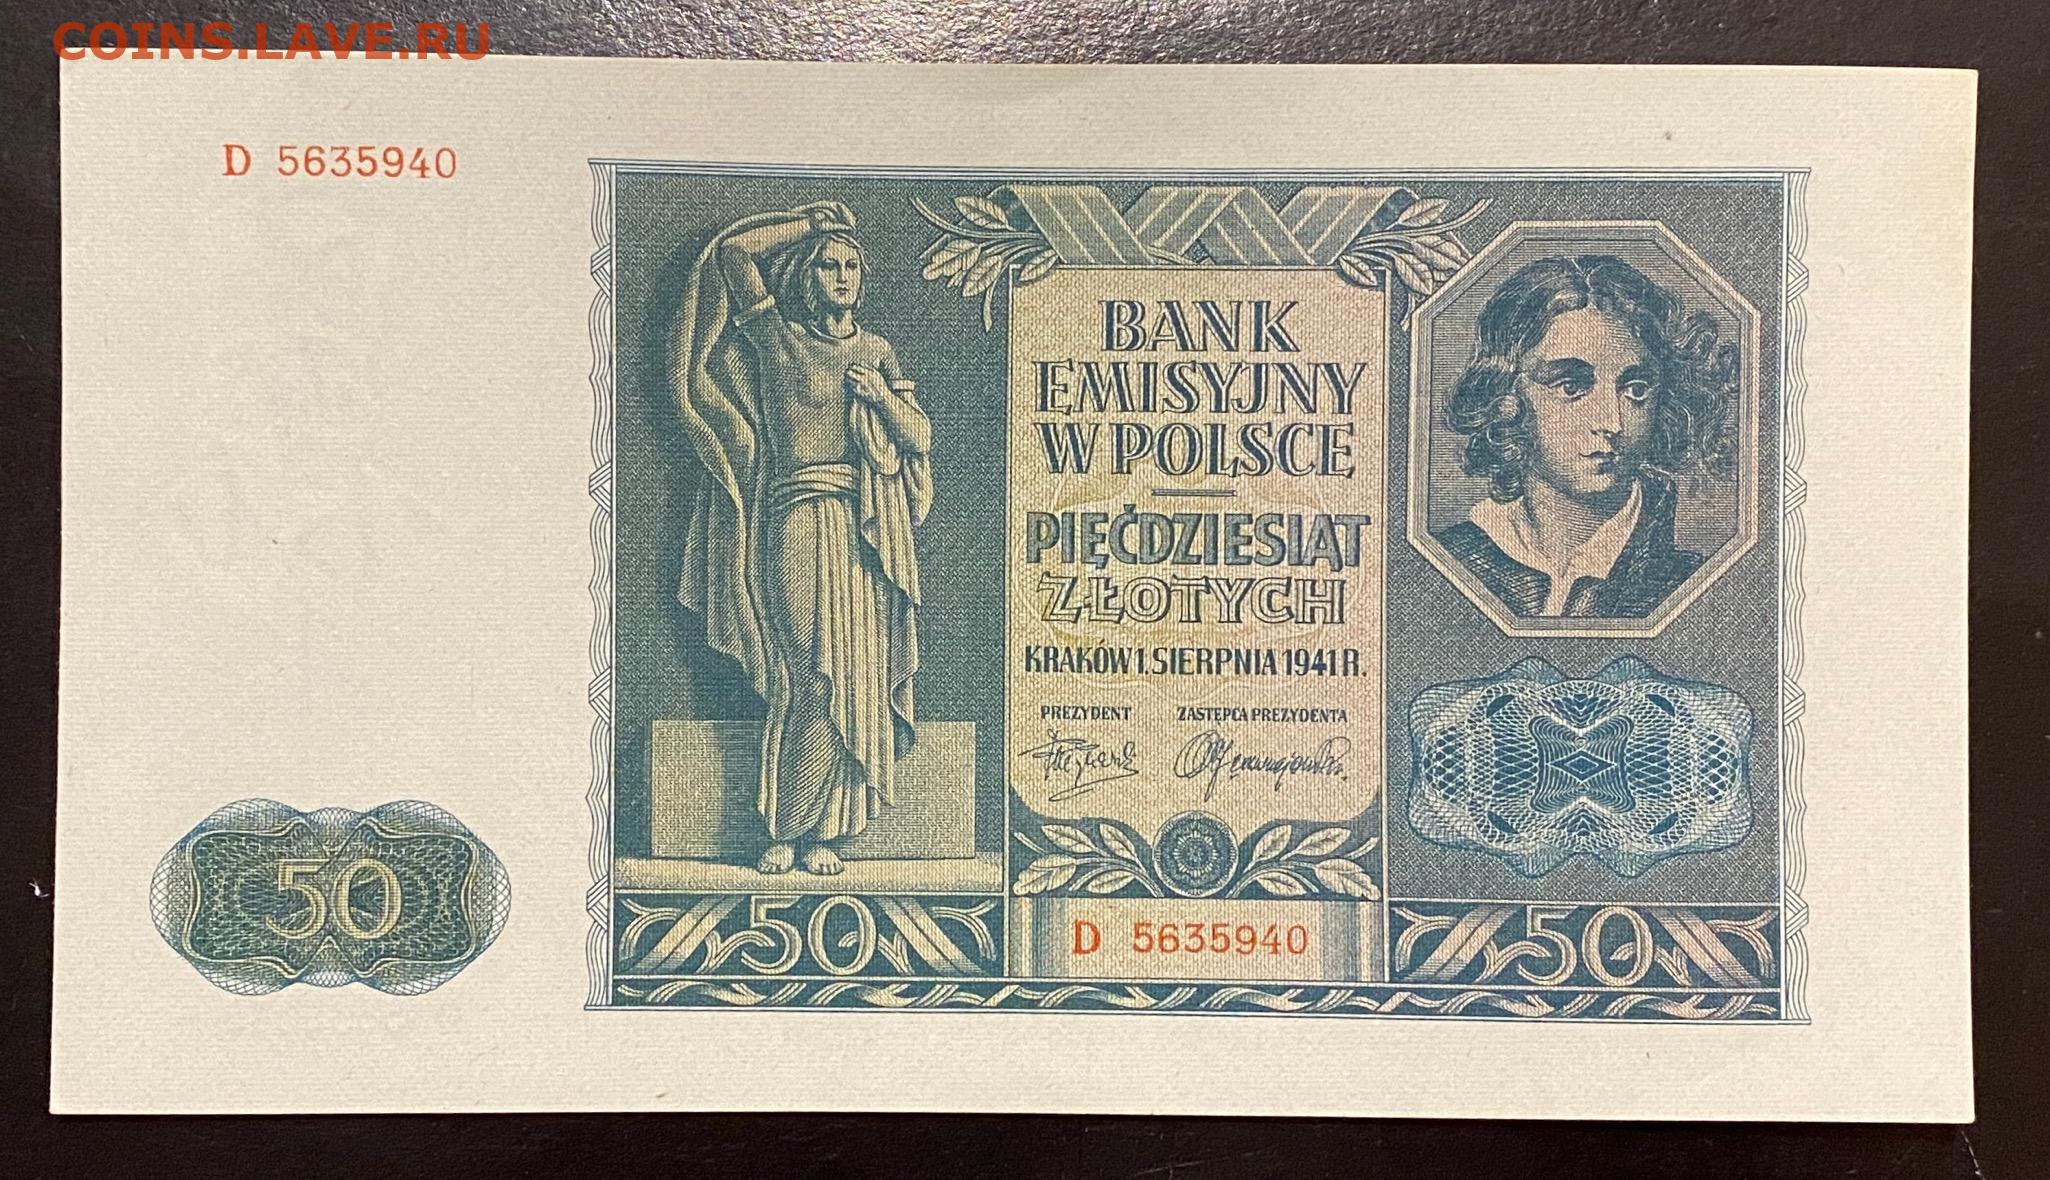 COINS.LAVE.RU
D 5635940
BANK
EMISYJNY
W POLSCE
PIĘĆDZIESIĄT
ZŁOTYCH
KRAKÓW 1. SIERPNIA 1941 R.
PREZYDENT ZASTĘPCA PREZYDENTA
50
50 D 5635940 50